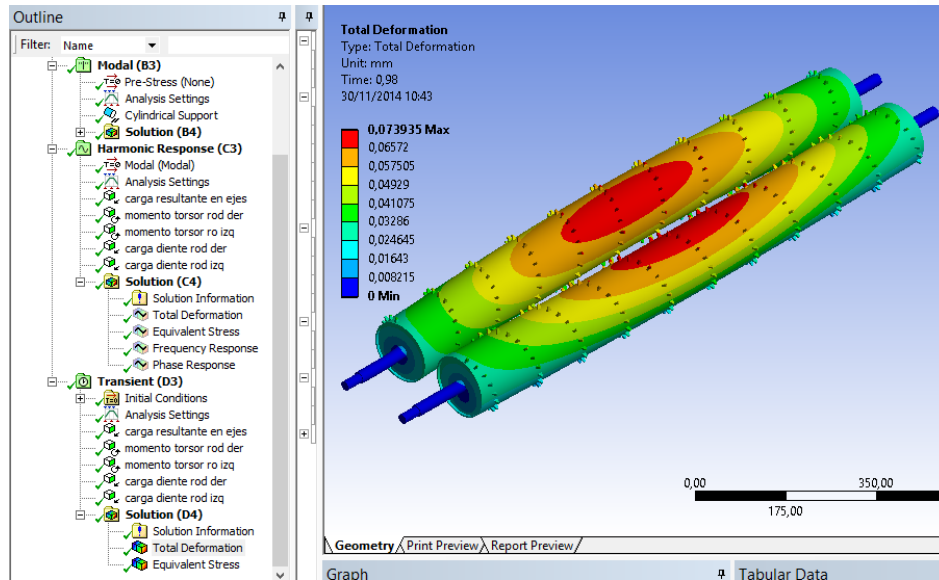 Outline
Filter: Name
Modal (B3)
Pre-Stress (None)
Analysis Settings
Cylindrical Support
Solution (B4)
Harmonic Response (C3)
Modal (Modal)
Analysis Settings
carga resultante en ejes
momento torsor rod der
momento torsor ro izq
carga diente rod der
carga diente rod izq
Solution (C4)
Solution Information
Total Deformation
Equivalent Stress
Frequency Response
Phase Response
Transient (D3)
Initial Conditions
Analysis Settings
carga resultante en ejes
momento torsor rod der
momento torsor ro izq
carga diente rod der
carga diente rod izq
Solution (D4)
Solution Information
Total Deformation
Equivalent Stress
Total Deformation
Type: Total Deformation
Unit: mm
Time: 0,98
30/11/2014 10:43
0,073935 Max
0,06572
0,057505
0,04929
0,041075
0,03286
0,024645
0,01643
0,008215
0 Min
0,00 350,00
175,00
Geometry Print Preview Report Preview
Graph
Tabular Data